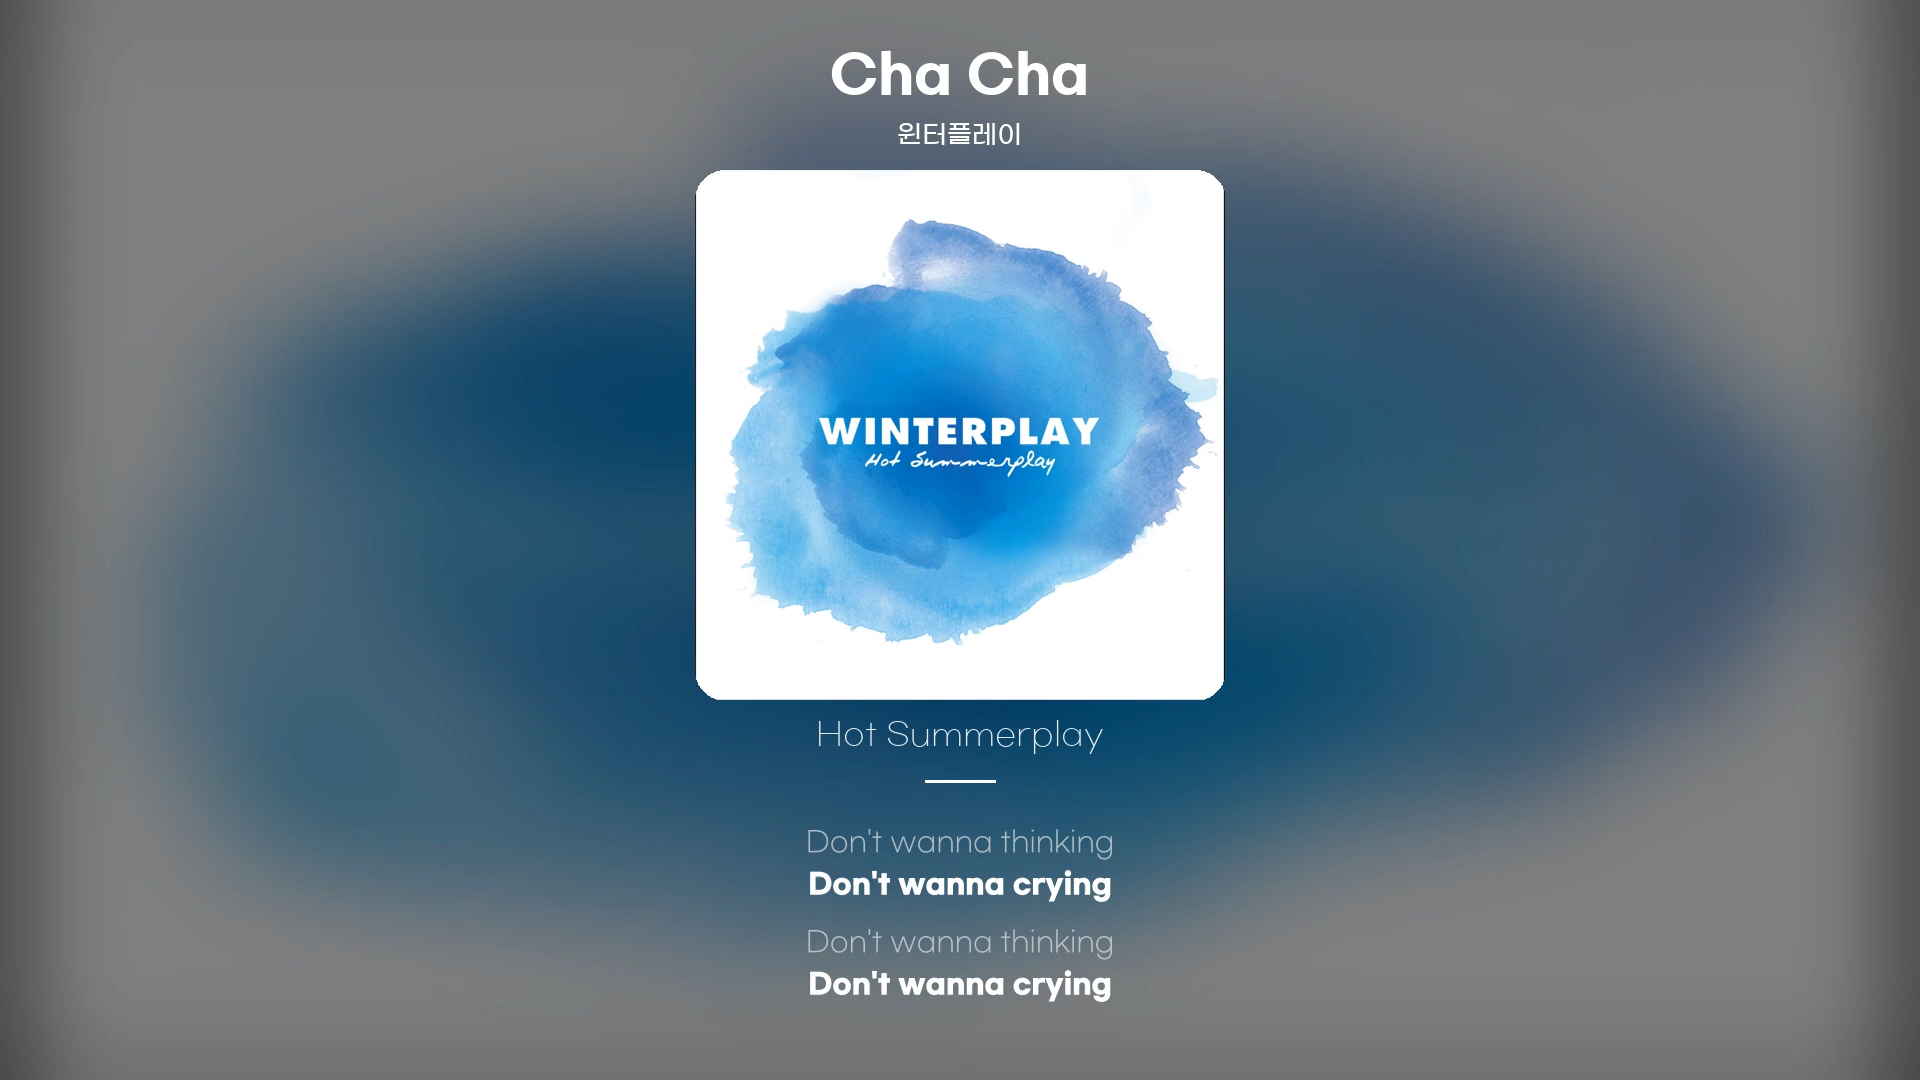 Cha Cha
윈터플레이
WINTERPLAY
Hot Summerplay
Hot Summerplay
Don't wanna thinking
Don't wanna crying
Don't wanna thinking
Don't wanna crying